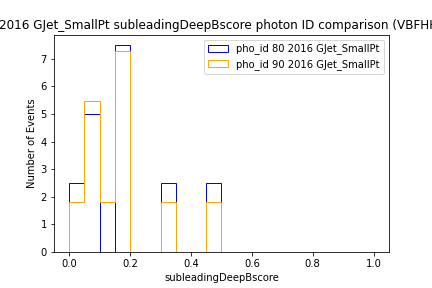 2016 GJet_SmallPt subleadingDeepBscore photon ID comparison (VBFHH
pho_id 80 2016 GJet_SmallPt
pho_id 90 2016 GJet_SmallPt
Number of Events
7
6
5
4
3
2
1
0
0.0 0.2 0.4 0.6 0.8 1.0
subleadingDeepBscore